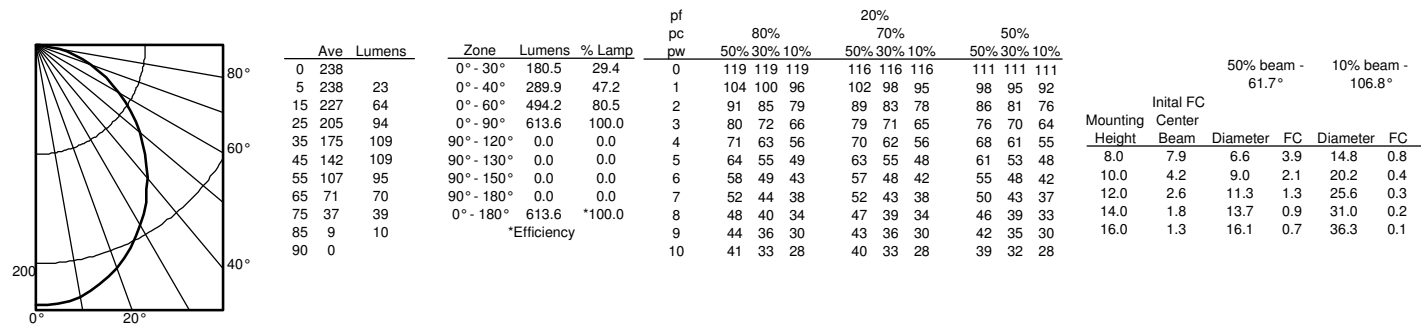 80°
60°
40°
200
0° 20°
Ave Lumens
0 238
5 238 23
15 227 64
25 205 94
35 175 109
45 142 109
55 107 95
65 71 70
75 37 39
85 9 10
90 0
Zone Lumens % Lamp
0° - 30° 180.5 29.4
0° - 40° 289.9 47.2
0° - 60° 494.2 80.5
0° - 90° 613.6 100.0
90° - 120° 0.0 0.0
90° - 130° 0.0 0.0
90° - 150° 0.0 0.0
90° - 180° 0.0 0.0
0° - 180° 613.6 *100.0
*Efficiency
pf 20%
pc 80% 70% 50%
pw 50% 30% 10% 50% 30% 10% 50% 30% 10%
0 119 119 119 116 116 116 111 111 111
1 104 100 96 102 98 95 98 95 92
2 91 85 79 89 83 78 86 81 76
3 80 72 66 79 71 65 76 70 64
4 71 63 56 70 62 56 68 61 55
5 64 55 49 63 55 48 61 53 48
6 58 49 43 57 48 42 55 48 42
7 52 44 38 52 43 38 50 43 37
8 48 40 34 47 39 34 46 39 33
9 44 36 30 43 36 30 42 35 30
10 41 33 28 40 33 28 39 32 28
50% beam - 10% beam -
61.7° 106.8°
Inital FC
Mounting Center
Height Beam Diameter FC Diameter FC
8.0 7.9 6.6 3.9 14.8 0.8
10.0 4.2 9.0 2.1 20.2 0.4
12.0 2.6 11.3 1.3 25.6 0.3
14.0 1.8 13.7 0.9 31.0 0.2
16.0 1.3 16.1 0.7 36.3 0.1